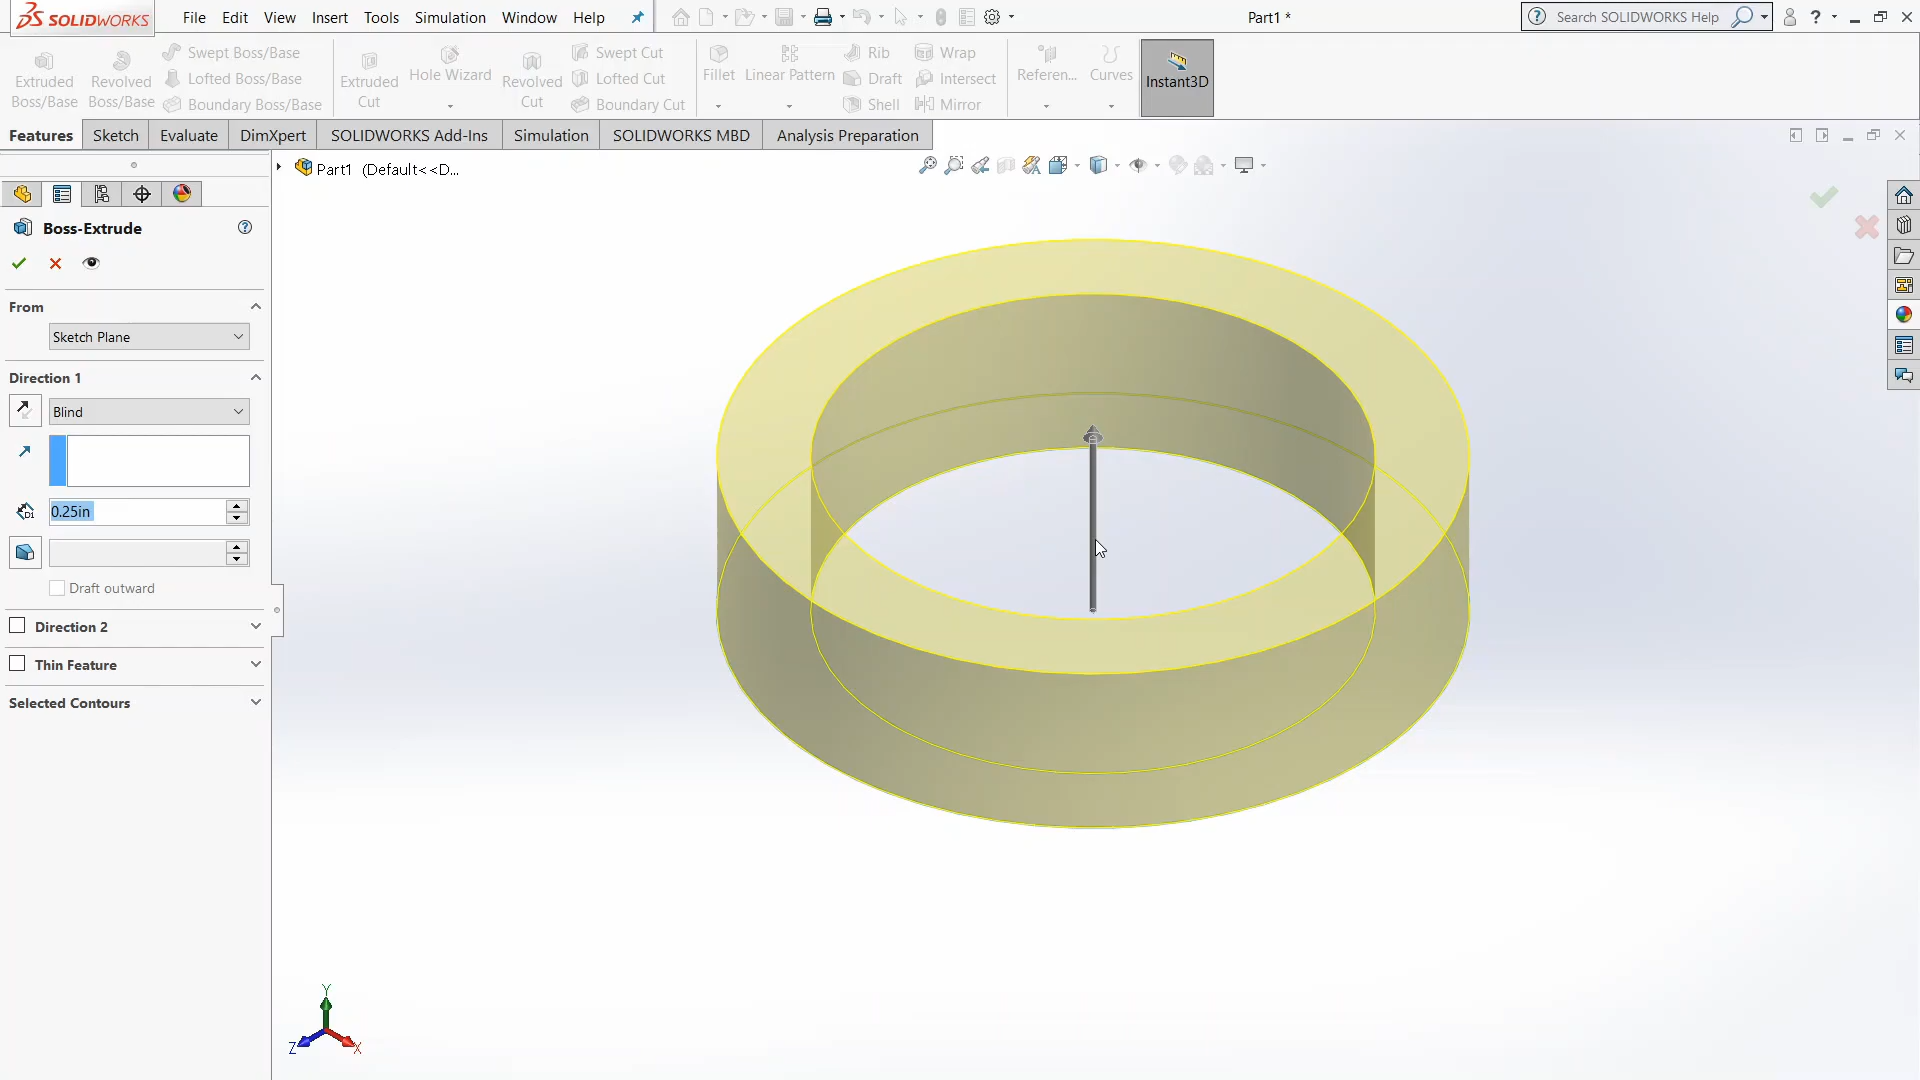 SOLIDWORKS File Edit View Insert Tools Simulation Window Help Part1 * Search SOLIDWORKS Help ?
Extruded Boss/Base
Revolved Boss/Base
Swept Boss/Base
Lofted Boss/Base
Boundary Boss/Base
Extruded Cut
Hole Wizard
Revolved Cut
Swept Cut
Lofted Cut
Boundary Cut
Fillet
Linear Pattern
Rib
Draft
Shell
Wrap
Intersect
Mirror
Referen...
Curves
Instant3D
Features Sketch Evaluate DimXpert SOLIDWORKS Add-Ins Simulation SOLIDWORKS MBD Analysis Preparation
Part1 (Default<<D...
Boss-Extrude
From
Sketch Plane
Direction 1
Blind
D1
0.25in
Draft outward
Direction 2
Thin Feature
Selected Contours
Y
Z
X